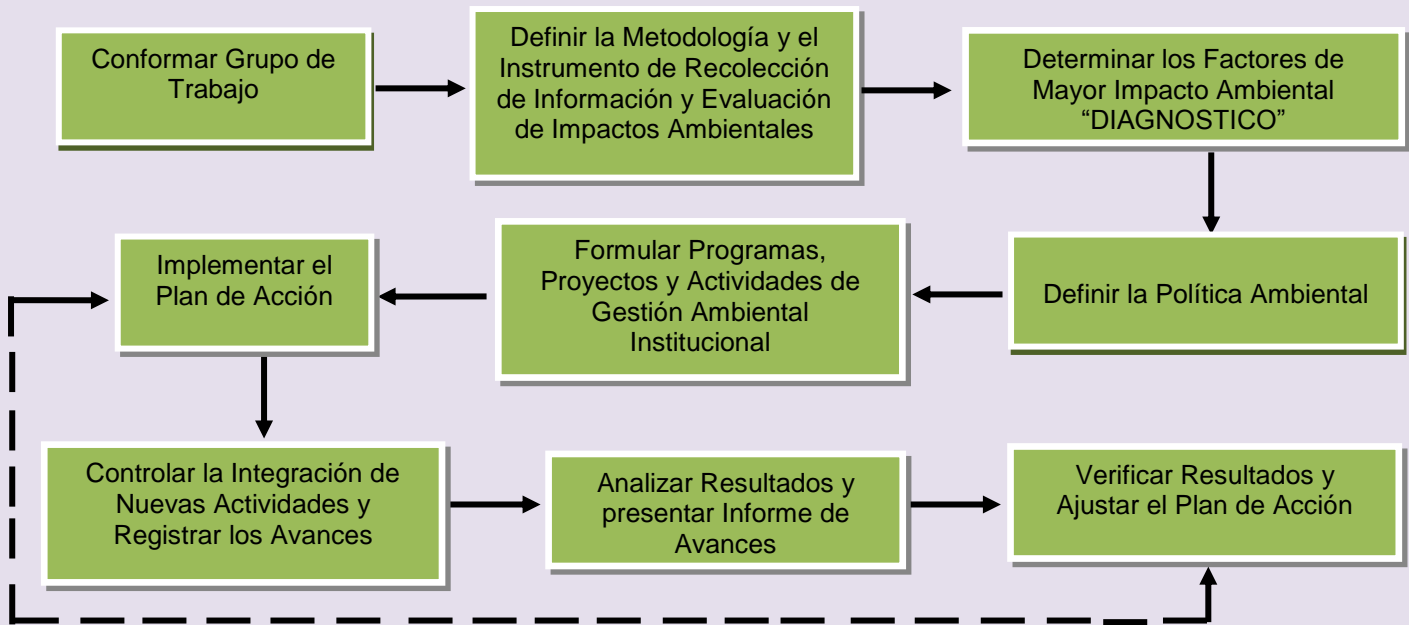 Conformar Grupo de
Trabajo
Definir la Metodología y el
Instrumento de Recolección
de Información y Evaluación
de Impactos Ambientales
Determinar los Factores de
Mayor Impacto Ambiental
“DIAGNOSTICO”
Definir la Política Ambiental
Formular Programas,
Proyectos y Actividades de
Gestión Ambiental
Institucional
Implementar el
Plan de Acción
Controlar la Integración de
Nuevas Actividades y
Registrar los Avances
Analizar Resultados y
presentar Informe de
Avances
Verificar Resultados y
Ajustar el Plan de Acción